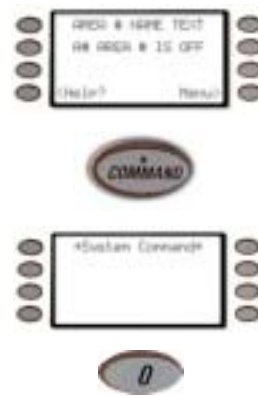 AREA # NAME TEXT
A# AREA # IS OFF
<Help? Menu>
*
COMMAND
*System Command*
0